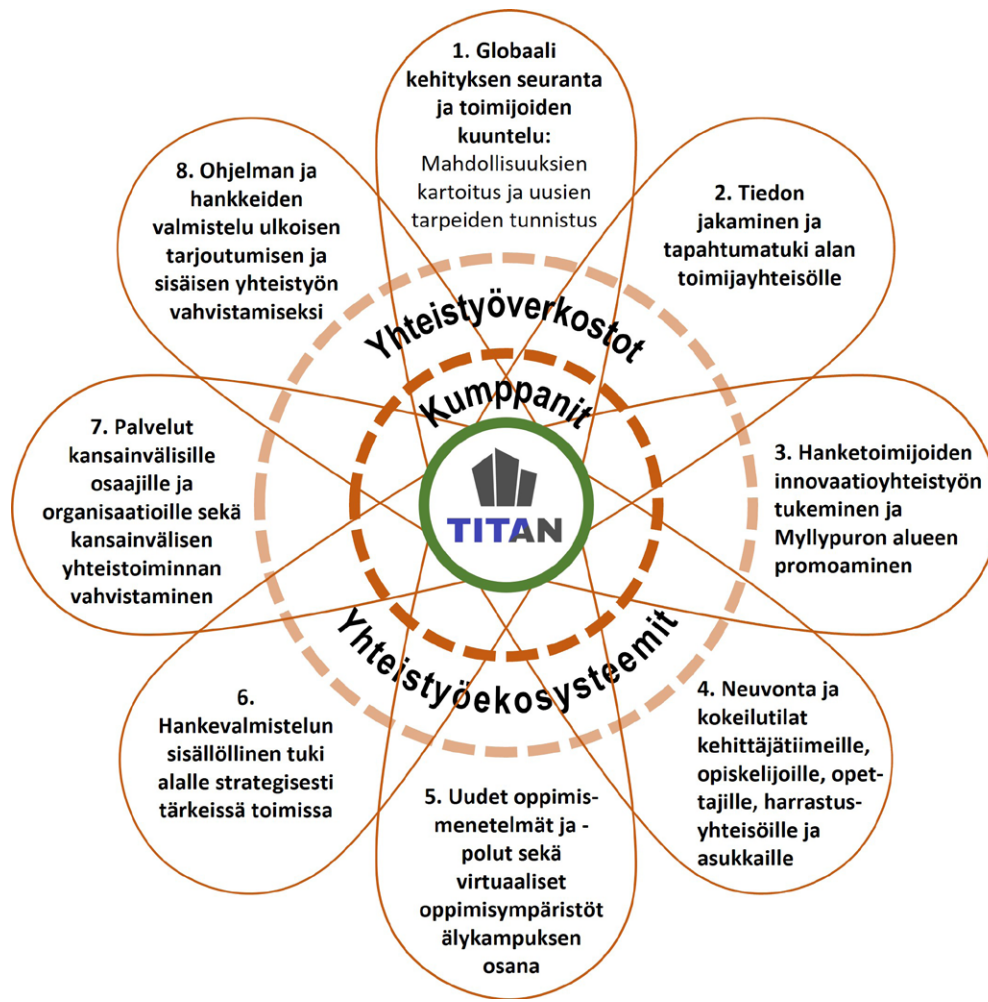 1. Globaali
kehityksen seuranta
ja toimijoiden
kuuntelu:
Mahdollisuuksien
kartoitus ja uusien
tarpeiden tunnistus
2. Tiedon
jakaminen ja
tapahtumatuki alan
toimijayhteisölle
3. Hanketoimijoiden
innovaatioyhteistyön
tukeminen ja
Myllypuron alueen
promoaminen
4. Neuvonta ja
kokeilutilat
kehittäjätiimeille,
opiskelijoille, opet-
tajille, harrastus-
yhteisöille ja
asukkaille
5. Uudet oppimis-
menetelmät ja -
polut sekä
virtuaaliset
oppimisympäristöt
älykampuksen
osana
6.
Hankevalmistelun
sisällöllinen tuki
alalle strategisesti
tärkeissä toimissa
7. Palvelut
kansainvälisille
osaajille ja
organisaatioille sekä
kansainvälisen
yhteistoiminnan
vahvistaminen
8. Ohjelman ja
hankkeiden
valmistelu ulkoisen
tarjoutumisen ja
sisäisen yhteistyön
vahvistamiseksi
Yhteistyöverkostot
Kumppanit
TITAN
Yhteistyöekosysteemit